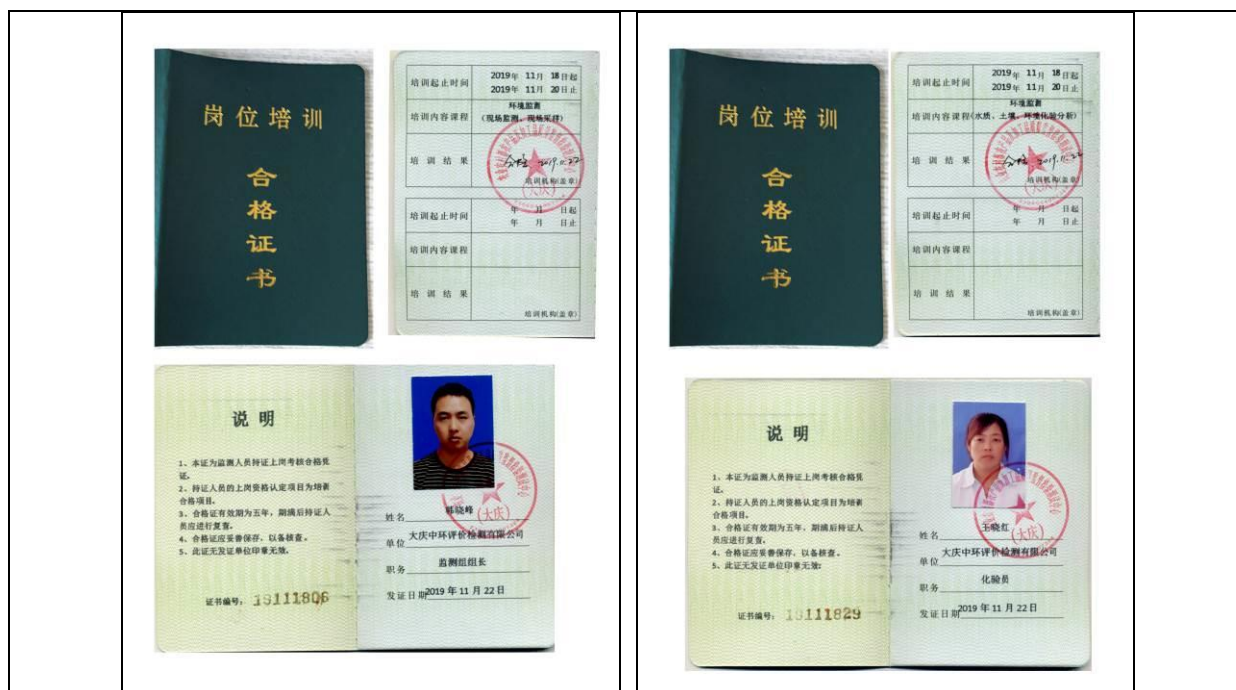 岗位培训
合
格
证
书
培训起止时间
2019年 11月 18日起
2019年 11月 20日止
培训内容课程
环境监测
(现场监测、现场采样)
培 训 结 果
合格 2019.11.22
培训机构(盖章)
(大庆)
培训起止时间
年 月 日起
年 月 日止
培训内容课程
培 训 结 果
培训机构(盖章)
说 明
1、本证为监测人员持证上岗考核合格凭
证。
2、持证人员的上岗资格认定项目为培训
合格项目。
3、合格证有效期为五年，期满后持证人
员应进行复查。
4、合格证应妥善保存，以备核查。
5、此证无发证单位印章无效。
证书编号： 19111806
(大庆)
姓名 韩晓峰
单位 大庆中环评价检测有限公司
职务 监测组组长
发证日期 2019 年 11 月 22 日
岗位培训
合
格
证
书
培训起止时间
2019年 11月 18日起
2019年 11月 20日止
培训内容课程
环境监测
(水质、土壤、环境化验分析)
培 训 结 果
合格 2019.11.22
培训机构(盖章)
(大庆)
培训起止时间
年 月 日起
年 月 日止
培训内容课程
培 训 结 果
培训机构(盖章)
说 明
1、本证为监测人员持证上岗考核合格凭
证。
2、持证人员的上岗资格认定项目为培训
合格项目。
3、合格证有效期为五年，期满后持证人
员应进行复查。
4、合格证应妥善保存，以备核查。
5、此证无发证单位印章无效。
证书编号： 19111829
(大庆)
姓名 王晓红
单位 大庆中环评价检测有限公司
职务 化验员
发证日期 2019 年 11 月 22 日